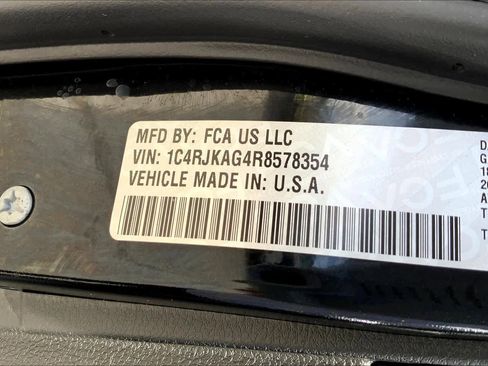 MFD BY: FCA US LLC
VIN: 1C4RJKAG4R8578354
VEHICLE MADE IN: U.S.A.